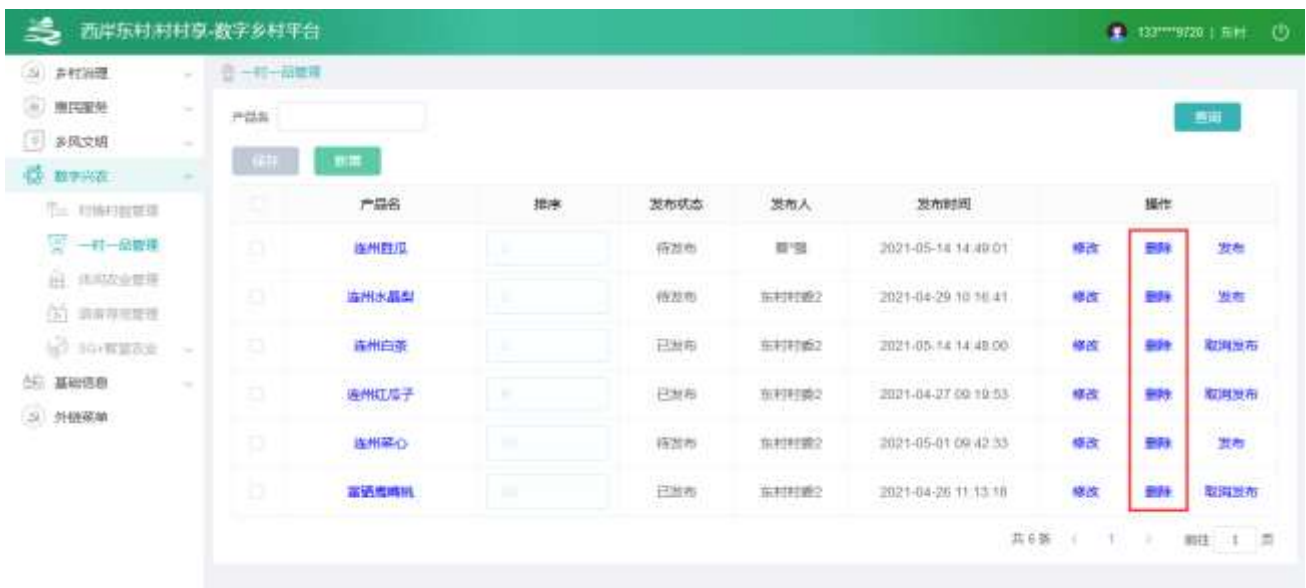 西岸东村村村享-数字乡村平台
133****9720 | 东村
乡村治理
惠民服务
乡风文明
数字兴农
一村一品管理
基础信息
外链菜单
一村一品管理
产品名
查询
保存 新增
产品名 排序 发布状态 发布人 发布时间 操作
连州胜瓜 待发布 2021-05-14 14:49:01 修改 删除 发布
连州水晶梨 待发布 东村村委2 2021-04-29 10:16:41 修改 删除 发布
连州白茶 已发布 东村村委2 2021-05-14 14:48:00 修改 删除 取消发布
连州红瓜子 已发布 东村村委2 2021-04-27 09:19:53 修改 删除 取消发布
连州菜心 待发布 东村村委2 2021-05-01 09:42:33 修改 删除 发布
富硒鹰嘴桃 已发布 东村村委2 2021-04-26 11:13:18 修改 删除 取消发布
共 6 条 1 前往 1 页